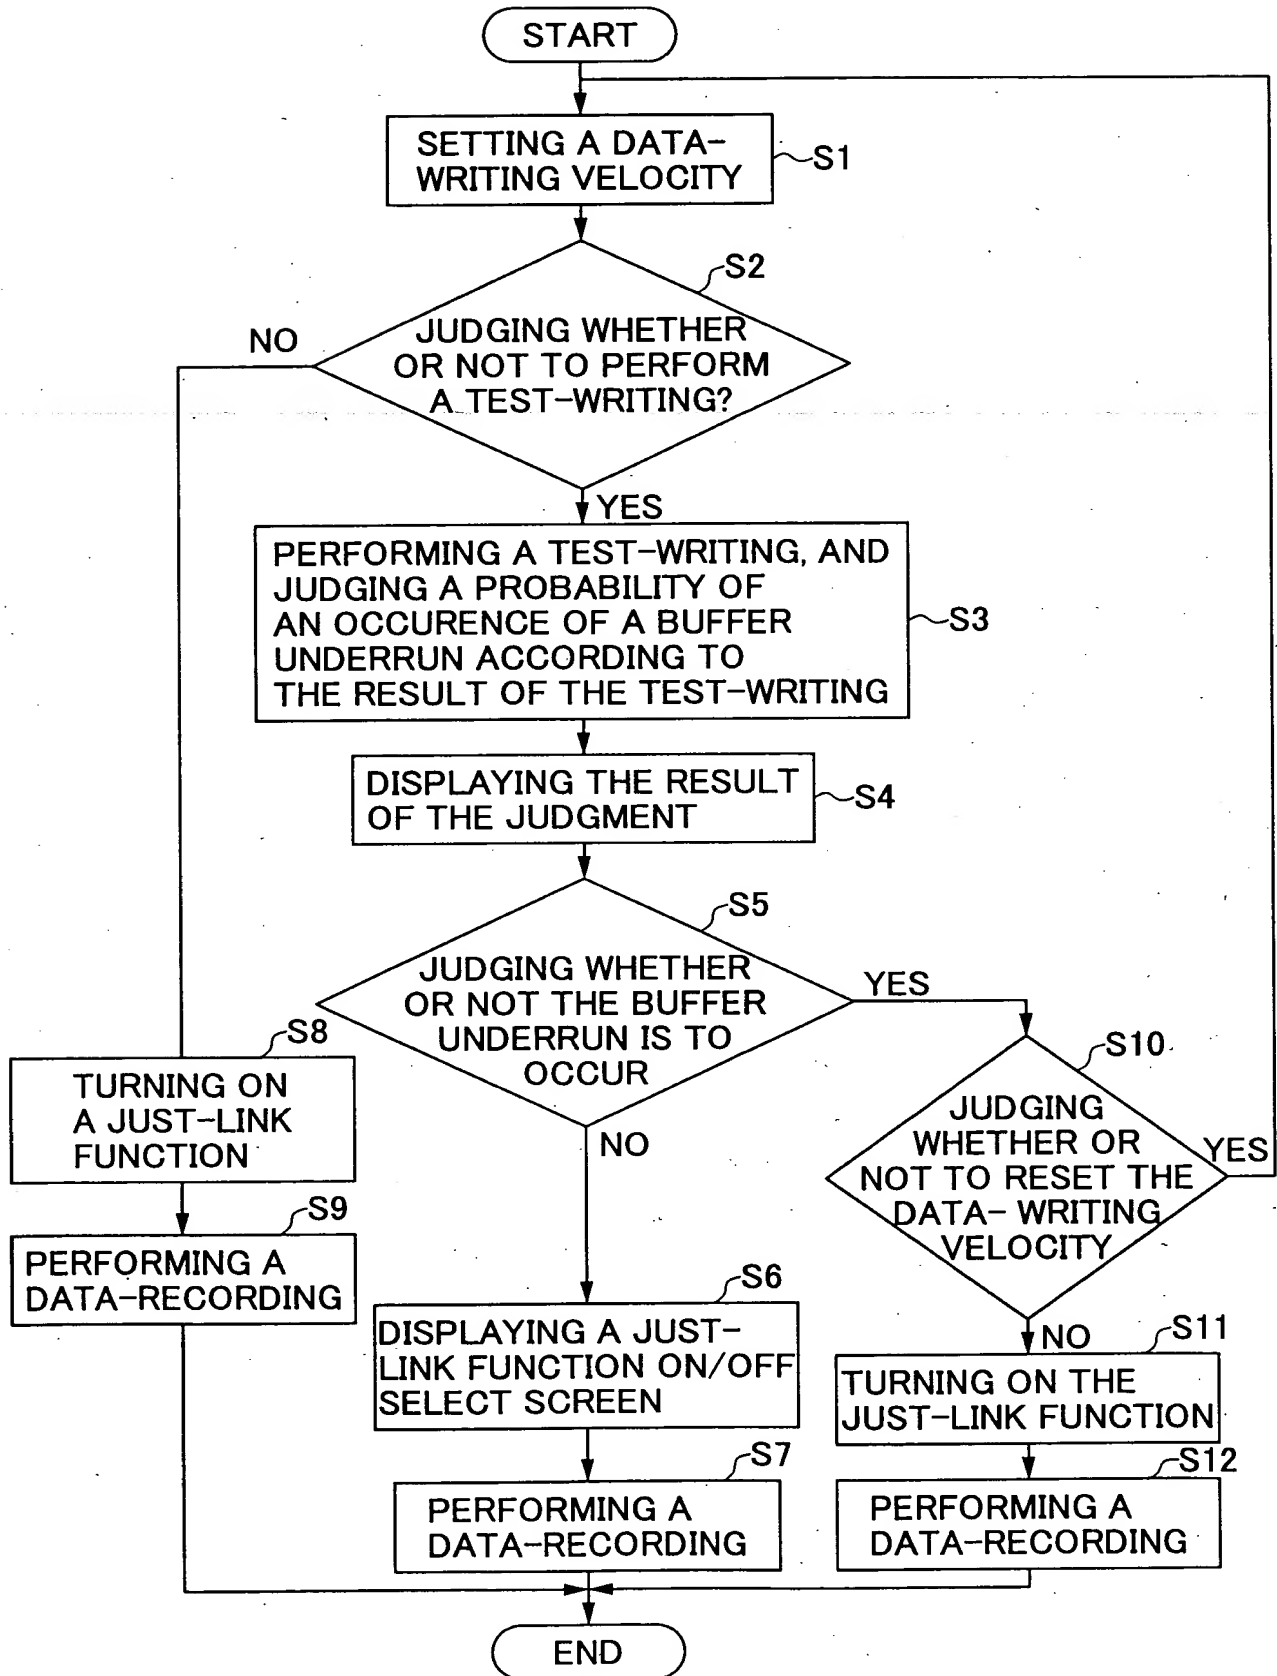 START
SETTING A DATA-
WRITING VELOCITY
S1
S2
JUDGING WHETHER
OR NOT TO PERFORM
A TEST-WRITING?
NO
YES
PERFORMING A TEST-WRITING, AND
JUDGING A PROBABILITY OF
AN OCCURENCE OF A BUFFER
UNDERRUN ACCORDING TO
THE RESULT OF THE TEST-WRITING
S3
DISPLAYING THE RESULT
OF THE JUDGMENT
S4
S5
JUDGING WHETHER
OR NOT THE BUFFER
UNDERRUN IS TO
OCCUR
YES
NO
S8
TURNING ON
A JUST-LINK
FUNCTION
S9
PERFORMING A
DATA-RECORDING
S10
JUDGING
WHETHER OR
NOT TO RESET THE
DATA- WRITING
VELOCITY
YES
NO
S6
DISPLAYING A JUST-
LINK FUNCTION ON/OFF
SELECT SCREEN
S7
PERFORMING A
DATA-RECORDING
S11
TURNING ON THE
JUST-LINK FUNCTION
S12
PERFORMING A
DATA-RECORDING
END